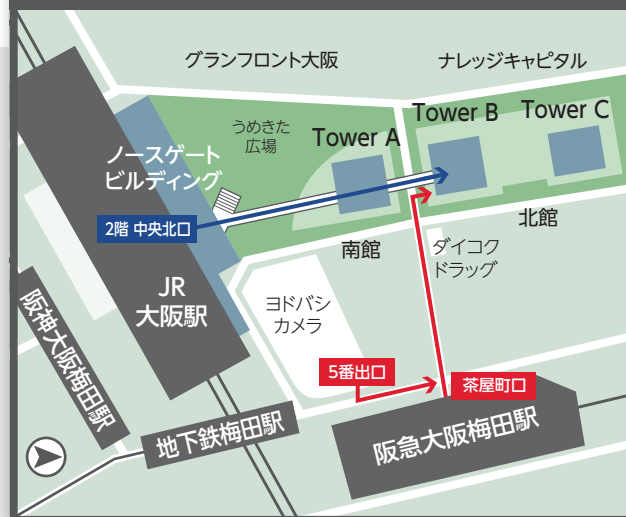 グランフロント大阪
ナレッジキャピタル
Tower B
Tower C
うめきた
広場
Tower A
ノースゲート
ビルディング
2階 中央北口
北館
南館
ダイコク
ドラッグ
JR
大阪駅
ヨドバシ
カメラ
阪神大阪梅田駅
5番出口
茶屋町口
地下鉄梅田駅
阪急大阪梅田駅